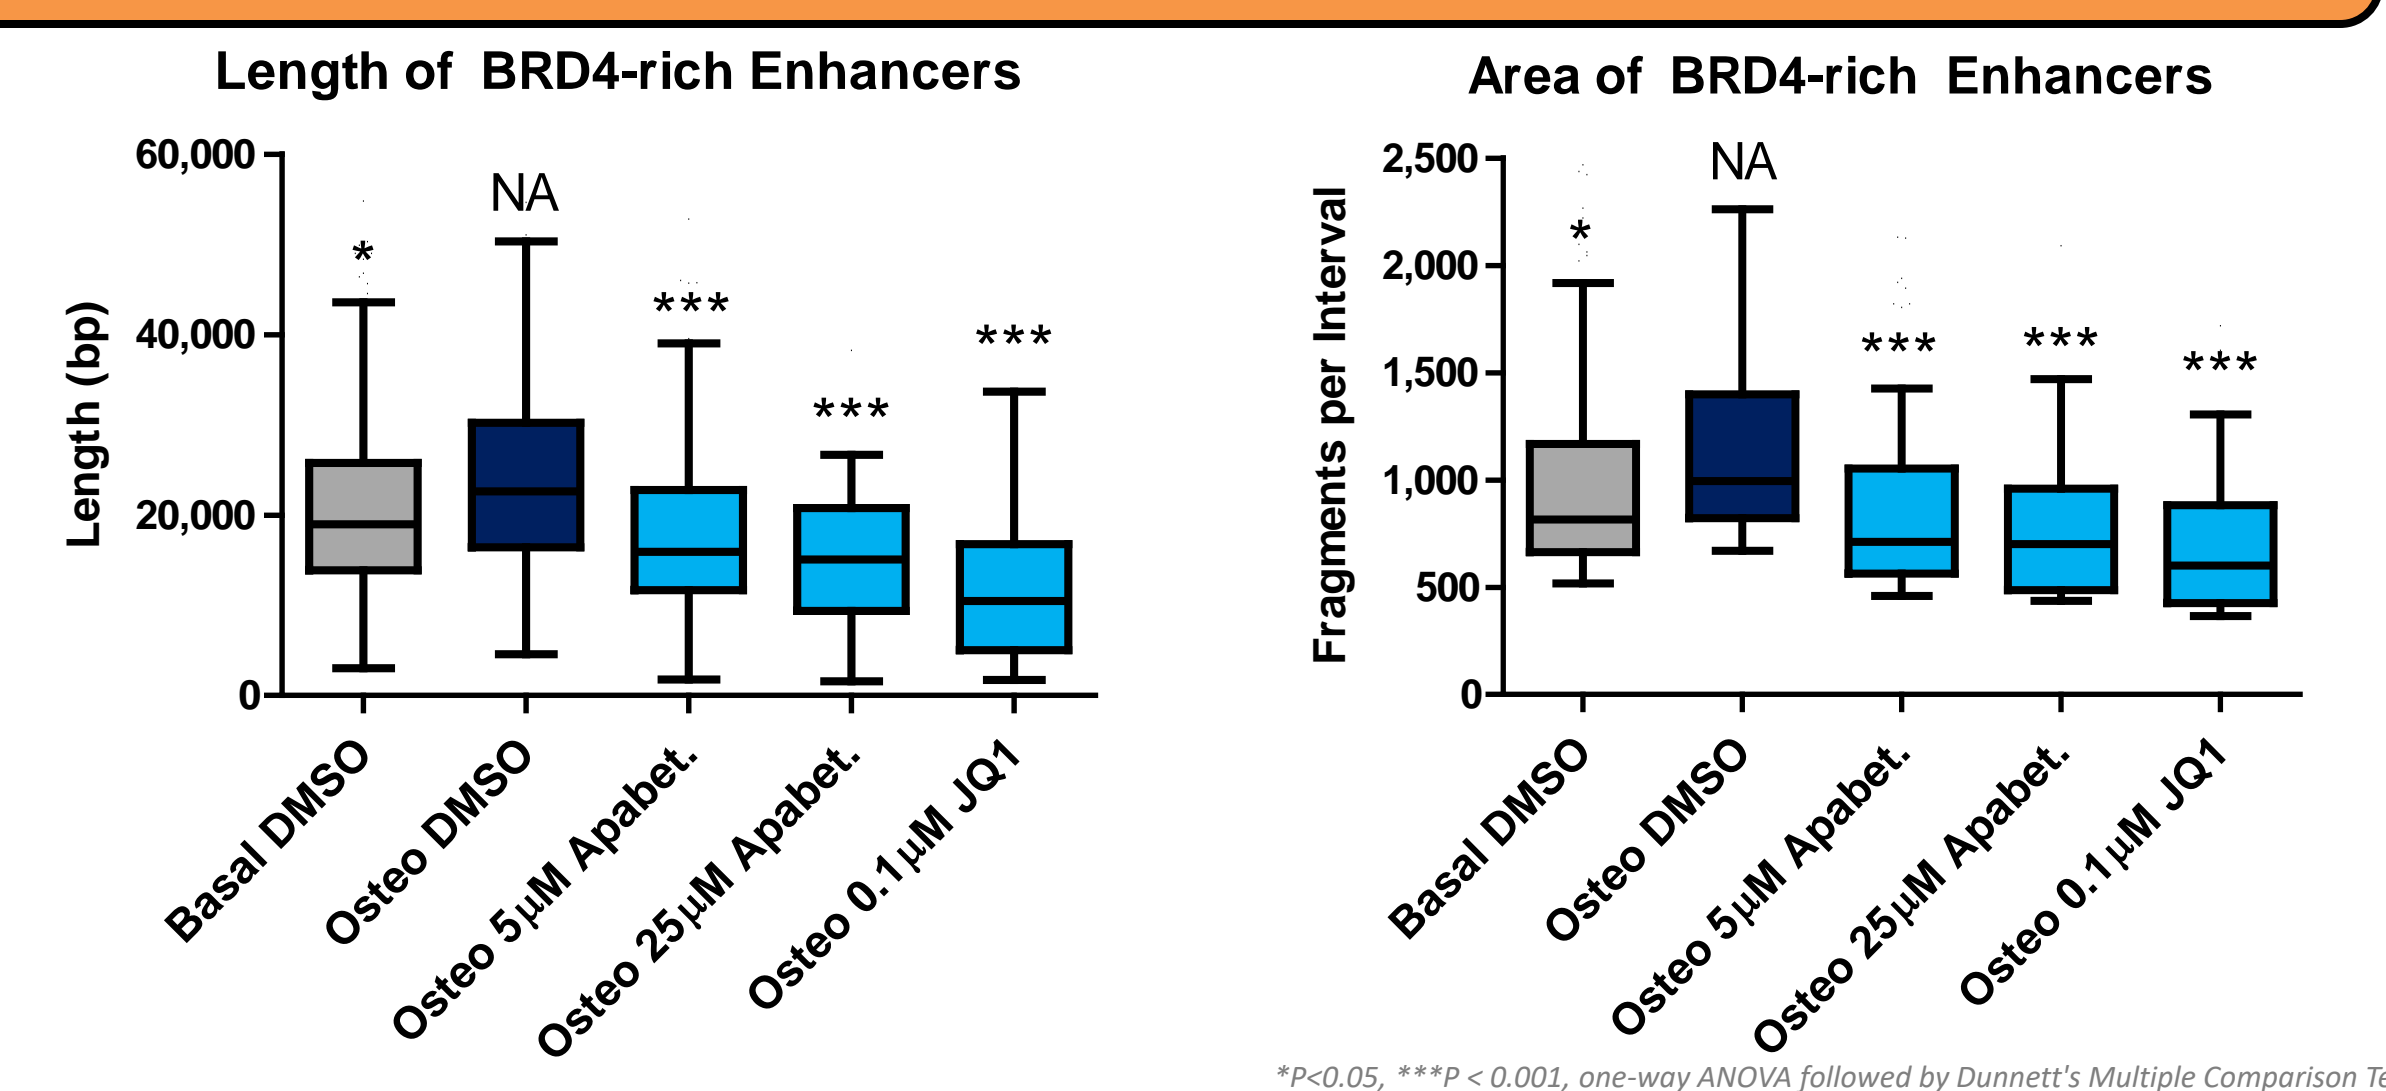 Length of BRD4-rich Enhancers
60,000
40,000
20,000
0
Length (bp)
*
NA
***
***
***
Basal DMSO
Osteo DMSO
Osteo 5µM Apabet.
Osteo 25µM Apabet.
Osteo 0.1µM JQ1
Area of BRD4-rich Enhancers
2,500
2,000
1,500
1,000
500
0
Fragments per Interval
*
NA
***
***
***
Basal DMSO
Osteo DMSO
Osteo 5µM Apabet.
Osteo 25µM Apabet.
Osteo 0.1µM JQ1
*P<0.05, ***P < 0.001, one-way ANOVA followed by Dunnett's Multiple Comparison Te